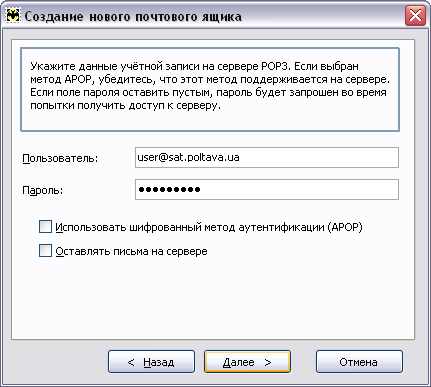 Создание нового почтового ящика
Укажите данные учётной записи на сервере POP3. Если выбран
метод APOP, убедитесь, что этот метод поддерживается на сервере.
Если поле пароля оставить пустым, пароль будет запрошен во время
попытки получить доступ к серверу.
Пользователь: user@sat.poltava.ua
Пароль: •••••••••
Использовать шифрованный метод аутентификации (APOP)
Оставлять письма на сервере
< Назад Далее > Отмена